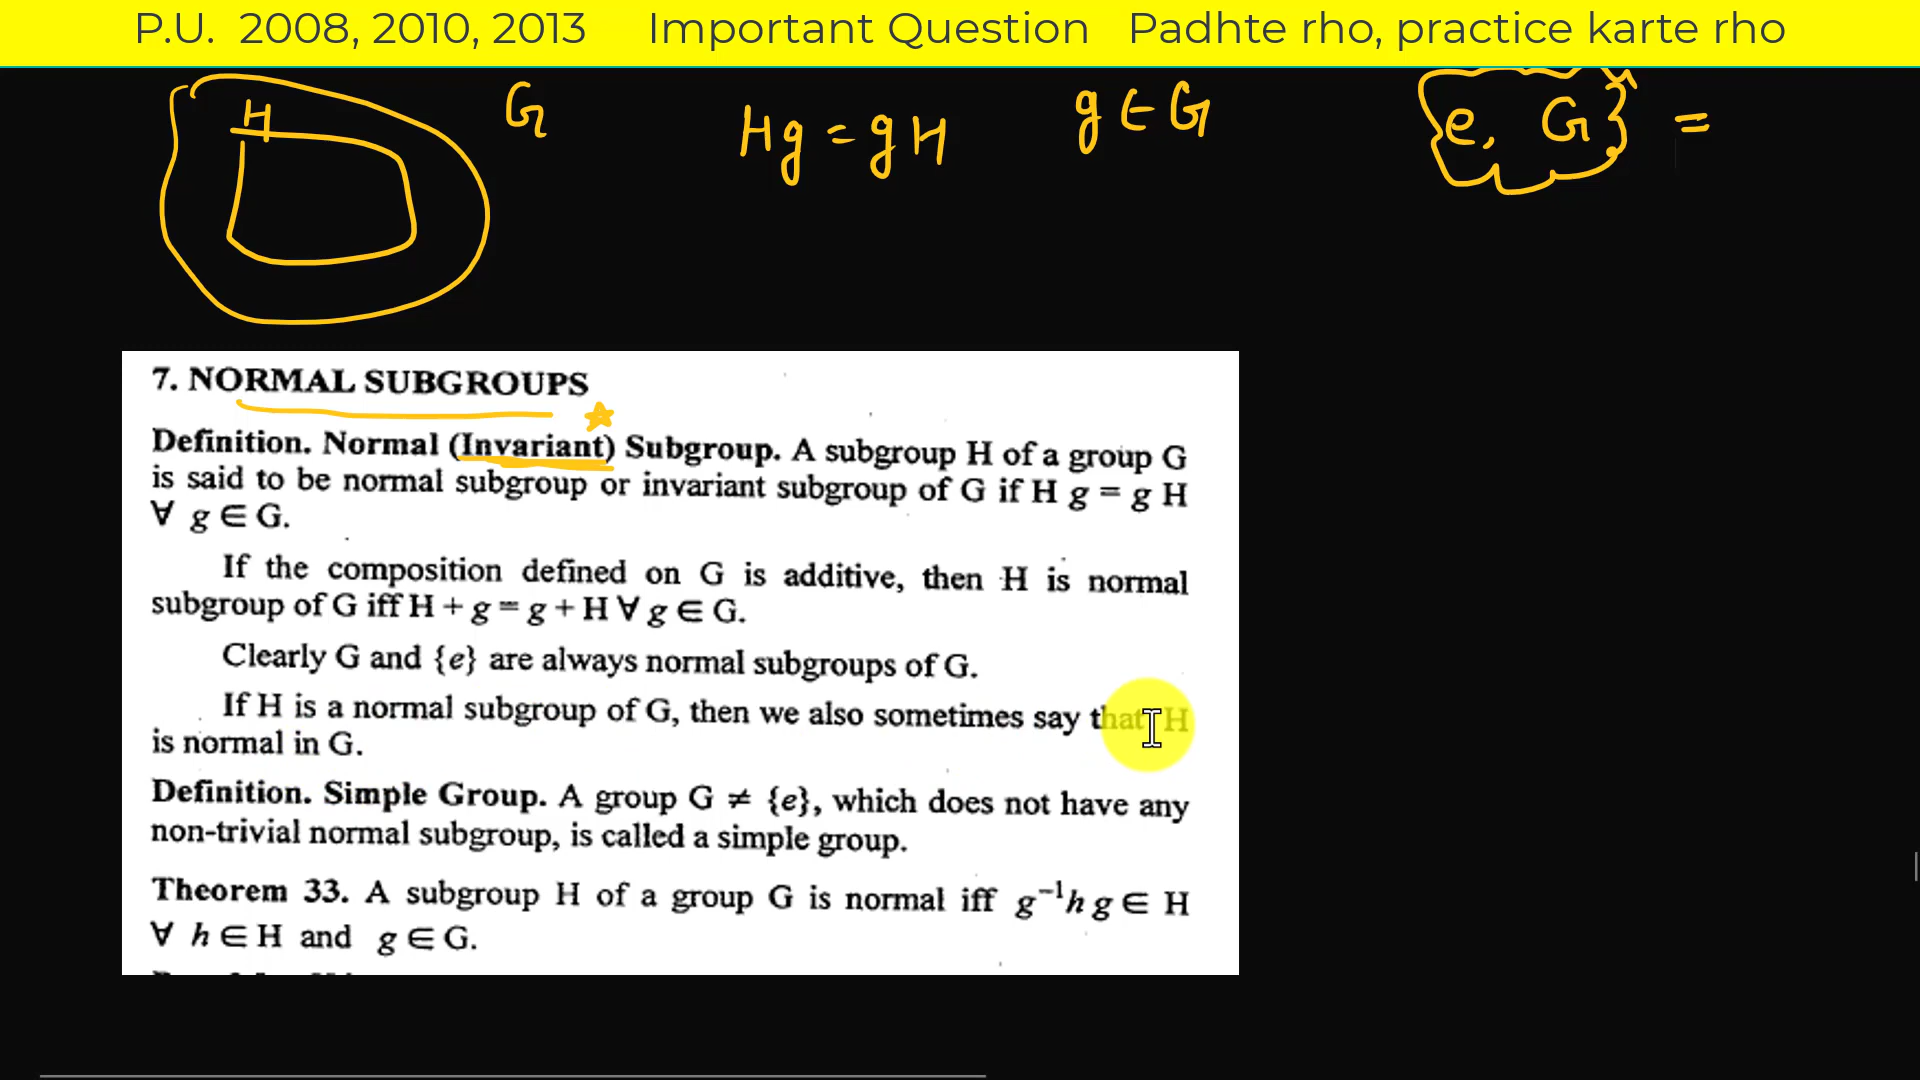 P.U. 2008, 2010, 2013 Important Question Padhte rho, practice karte rho
H G Hg = gH g ∈ G {e, G} =
7. NORMAL SUBGROUPS
Definition. Normal (Invariant) Subgroup. A subgroup H of a group G
is said to be normal subgroup or invariant subgroup of G if H g = g H
∀ g ∈ G.
If the composition defined on G is additive, then H is normal
subgroup of G iff H + g = g + H ∀ g ∈ G.
Clearly G and {e} are always normal subgroups of G.
If H is a normal subgroup of G, then we also sometimes say that H
is normal in G.
Definition. Simple Group. A group G ≠ {e}, which does not have any
non-trivial normal subgroup, is called a simple group.
Theorem 33. A subgroup H of a group G is normal iff g⁻¹h g ∈ H
∀ h ∈ H and g ∈ G.